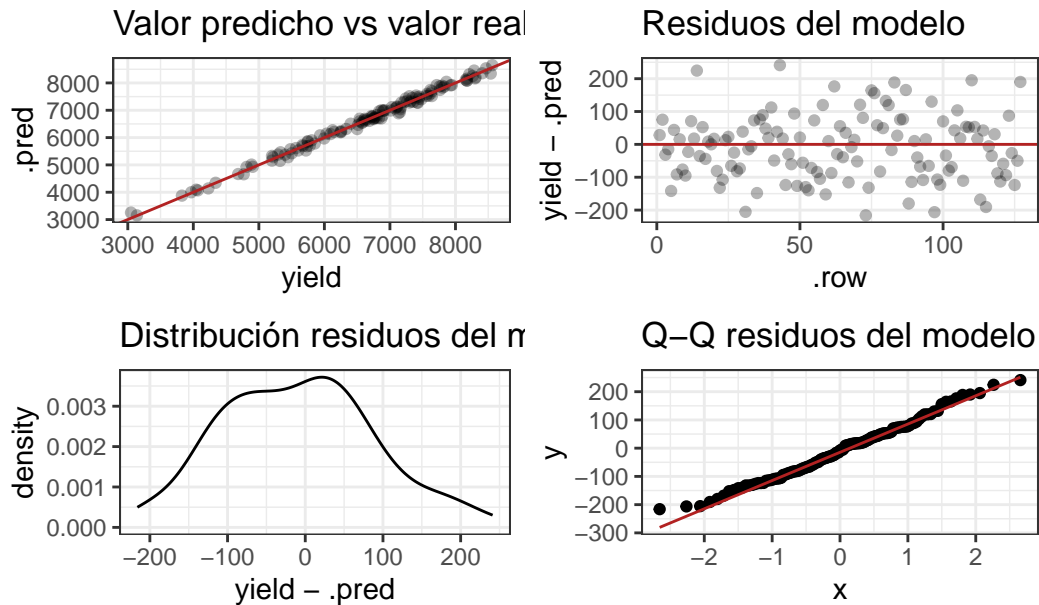 Valor predicho vs valor real
.pred
8000
7000
6000
5000
4000
3000
3000 4000 5000 6000 7000 8000
yield
Residuos del modelo
yield − .pred
200
100
0
−100
−200
0 50 100
.row
Distribución residuos del m
density
0.003
0.002
0.001
0.000
−200 −100 0 100 200
yield − .pred
Q−Q residuos del modelo
y
200
100
0
−100
−200
−300
−2 −1 0 1 2
x